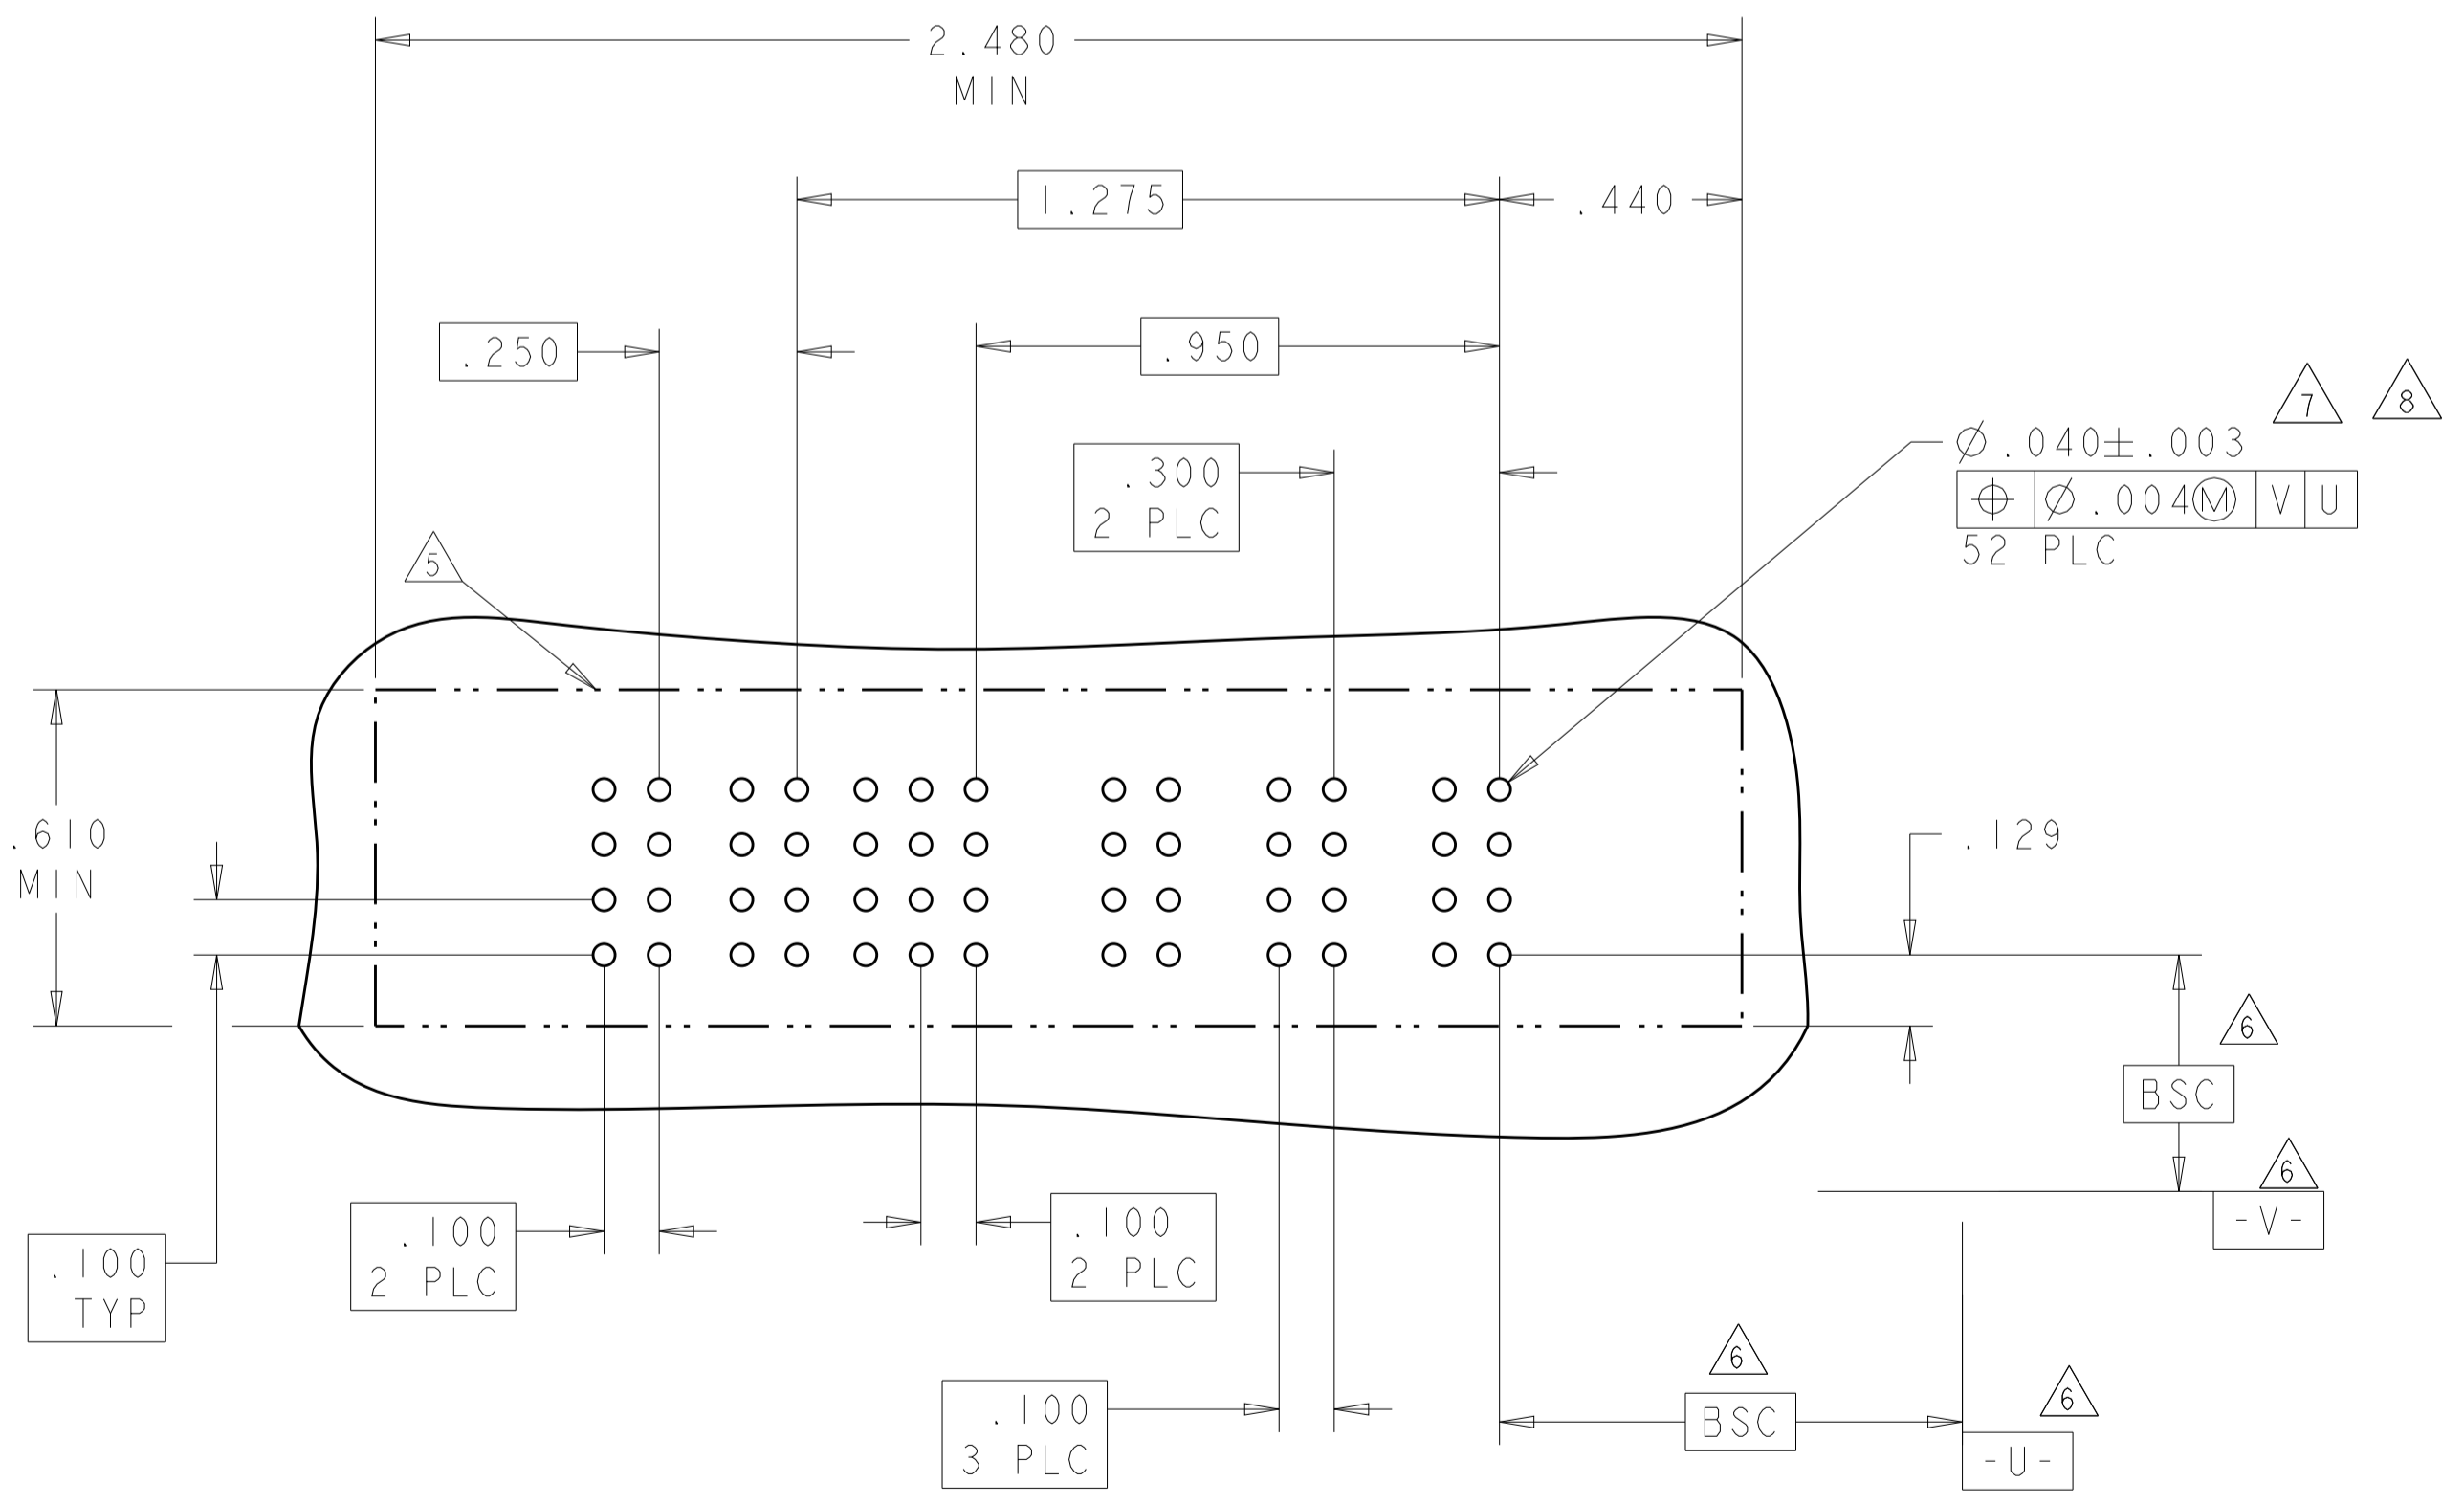 2.480
MIN
1.275
.440
.250
.950
7
8
⌀.040±.003
⌖ ⌀.004Ⓜ V U
52 PLC
.300
2 PLC
5
.610
MIN
.129
6
BSC
6
-V-
.100
TYP
.100
2 PLC
.100
2 PLC
.100
3 PLC
6
BSC
6
-U-